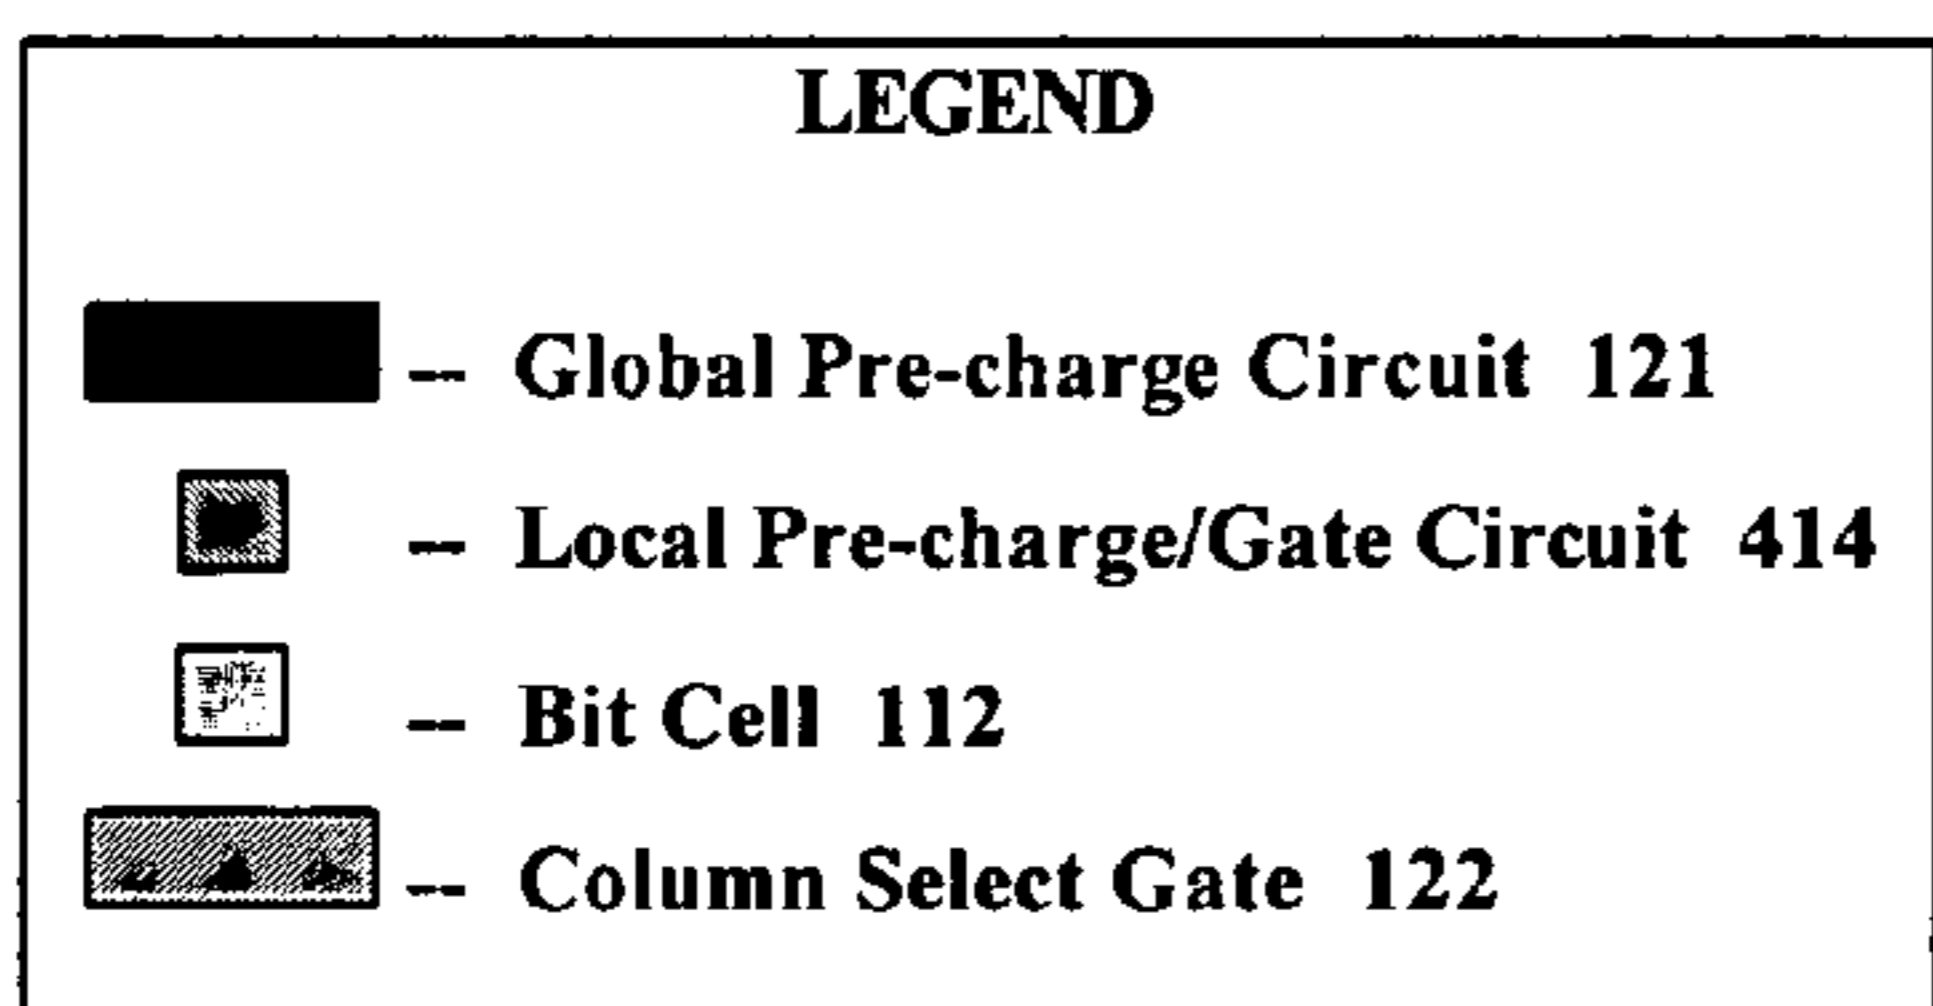 LEGEND
-- Global Pre-charge Circuit 121
-- Local Pre-charge/Gate Circuit 414
-- Bit Cell 112
-- Column Select Gate 122